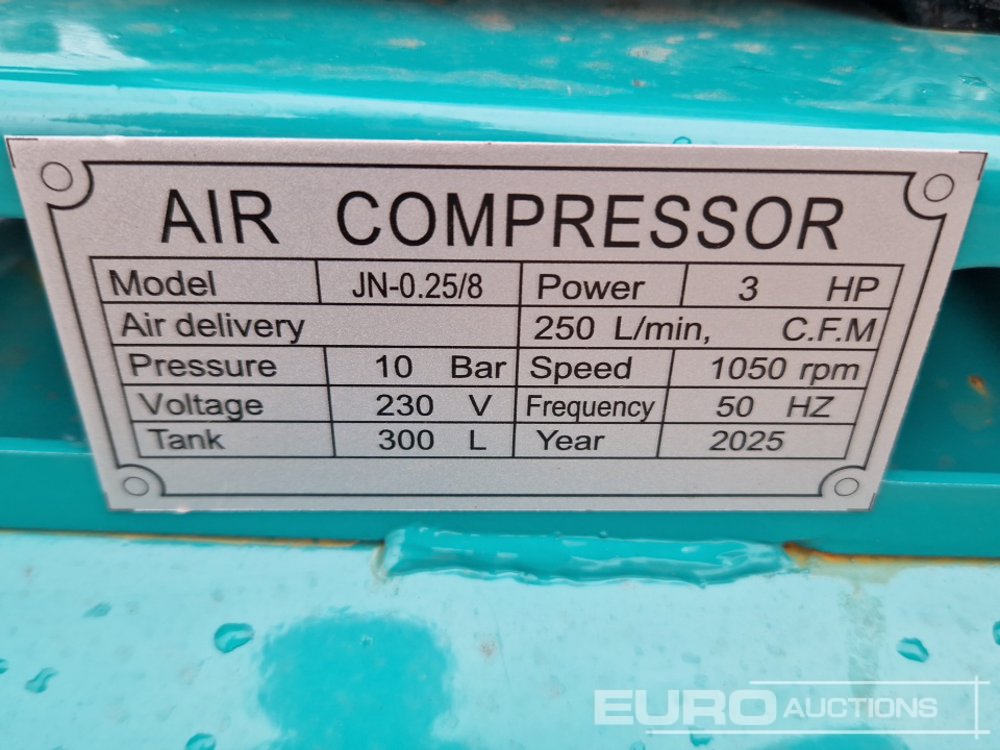 AIR COMPRESSOR
Model JN-0.25/8 Power 3 HP
Air delivery 250 L/min, C.F.M
Pressure 10 Bar Speed 1050 rpm
Voltage 230 V Frequency 50 HZ
Tank 300 L Year 2025
EURO AUCTIONS